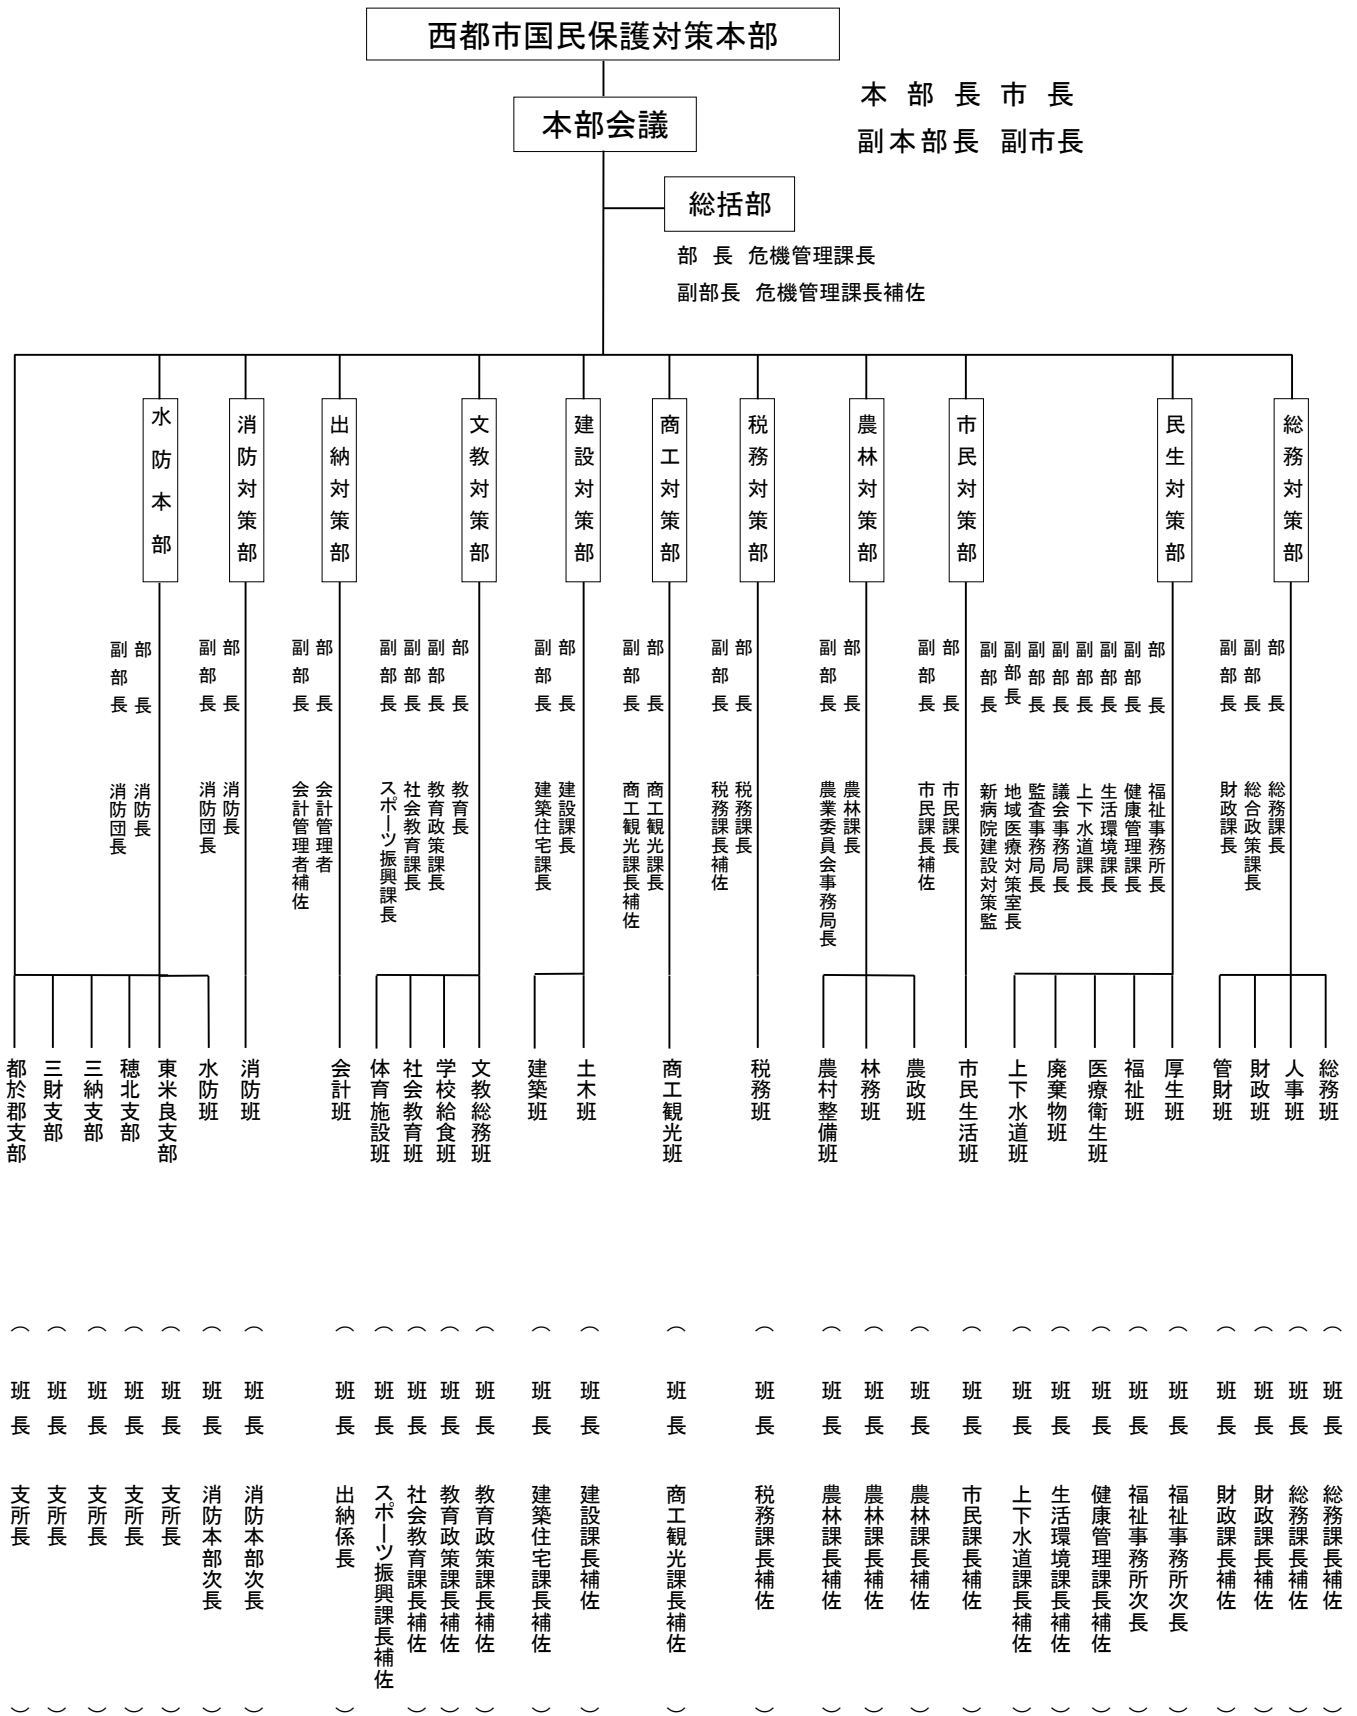 西都市国民保護対策本部
本部会議
本部長 市長
副本部長 副市長
総括部
部長 危機管理課長
副部長 危機管理課長補佐
総務対策部
部長 総務課長
副部長 総合政策課長
副部長 財政課長
民生対策部
部長 福祉事務所長
副部長 健康管理課長
副部長 生活環境課長
副部長 上下水道課長
副部長 議会事務局長
副部長 監査事務局長
副部長 地域医療対策室長
副部長 新病院建設対策監
市民対策部
部長 市民課長
副部長 市民課長補佐
農林対策部
部長 農林課長
副部長 農業委員会事務局長
税務対策部
部長 税務課長
副部長 税務課長補佐
商工対策部
部長 商工観光課長
副部長 商工観光課長補佐
建設対策部
部長 建設課長
副部長 建築住宅課長
文教対策部
部長 教育長
副部長 教育政策課長
副部長 社会教育課長
副部長 スポーツ振興課長
出納対策部
部長 会計管理者
副部長 会計管理者補佐
消防対策部
部長 消防長
副部長 消防団長
水防本部
部長 消防長
副部長 消防団長
総務班(班長 総務課長補佐)
人事班(班長 総務課長補佐)
財政班(班長 財政課長補佐)
管財班(班長 財政課長補佐)
厚生班(班長 福祉事務所次長)
福祉班(班長 福祉事務所次長)
医療衛生班(班長 健康管理課長補佐)
廃棄物班(班長 生活環境課長補佐)
上下水道班(班長 上下水道課長補佐)
市民生活班(班長 市民課長補佐)
農政班(班長 農林課長補佐)
林務班(班長 農林課長補佐)
農村整備班(班長 農林課長補佐)
税務班(班長 税務課長補佐)
商工観光班(班長 商工観光課長補佐)
土木班(班長 建設課長補佐)
建築班(班長 建築住宅課長補佐)
文教総務班(班長 教育政策課長補佐)
学校給食班(班長 教育政策課長補佐)
社会教育班(班長 社会教育課長補佐)
体育施設班(班長 スポーツ振興課長補佐
会計班(班長 出納係長)
消防班(班長 消防本部次長)
水防班(班長 消防本部次長)
東米良支部(班長 支所長)
穂北支部(班長 支所長)
三納支部(班長 支所長)
三財支部(班長 支所長)
都於郡支部(班長 支所長)